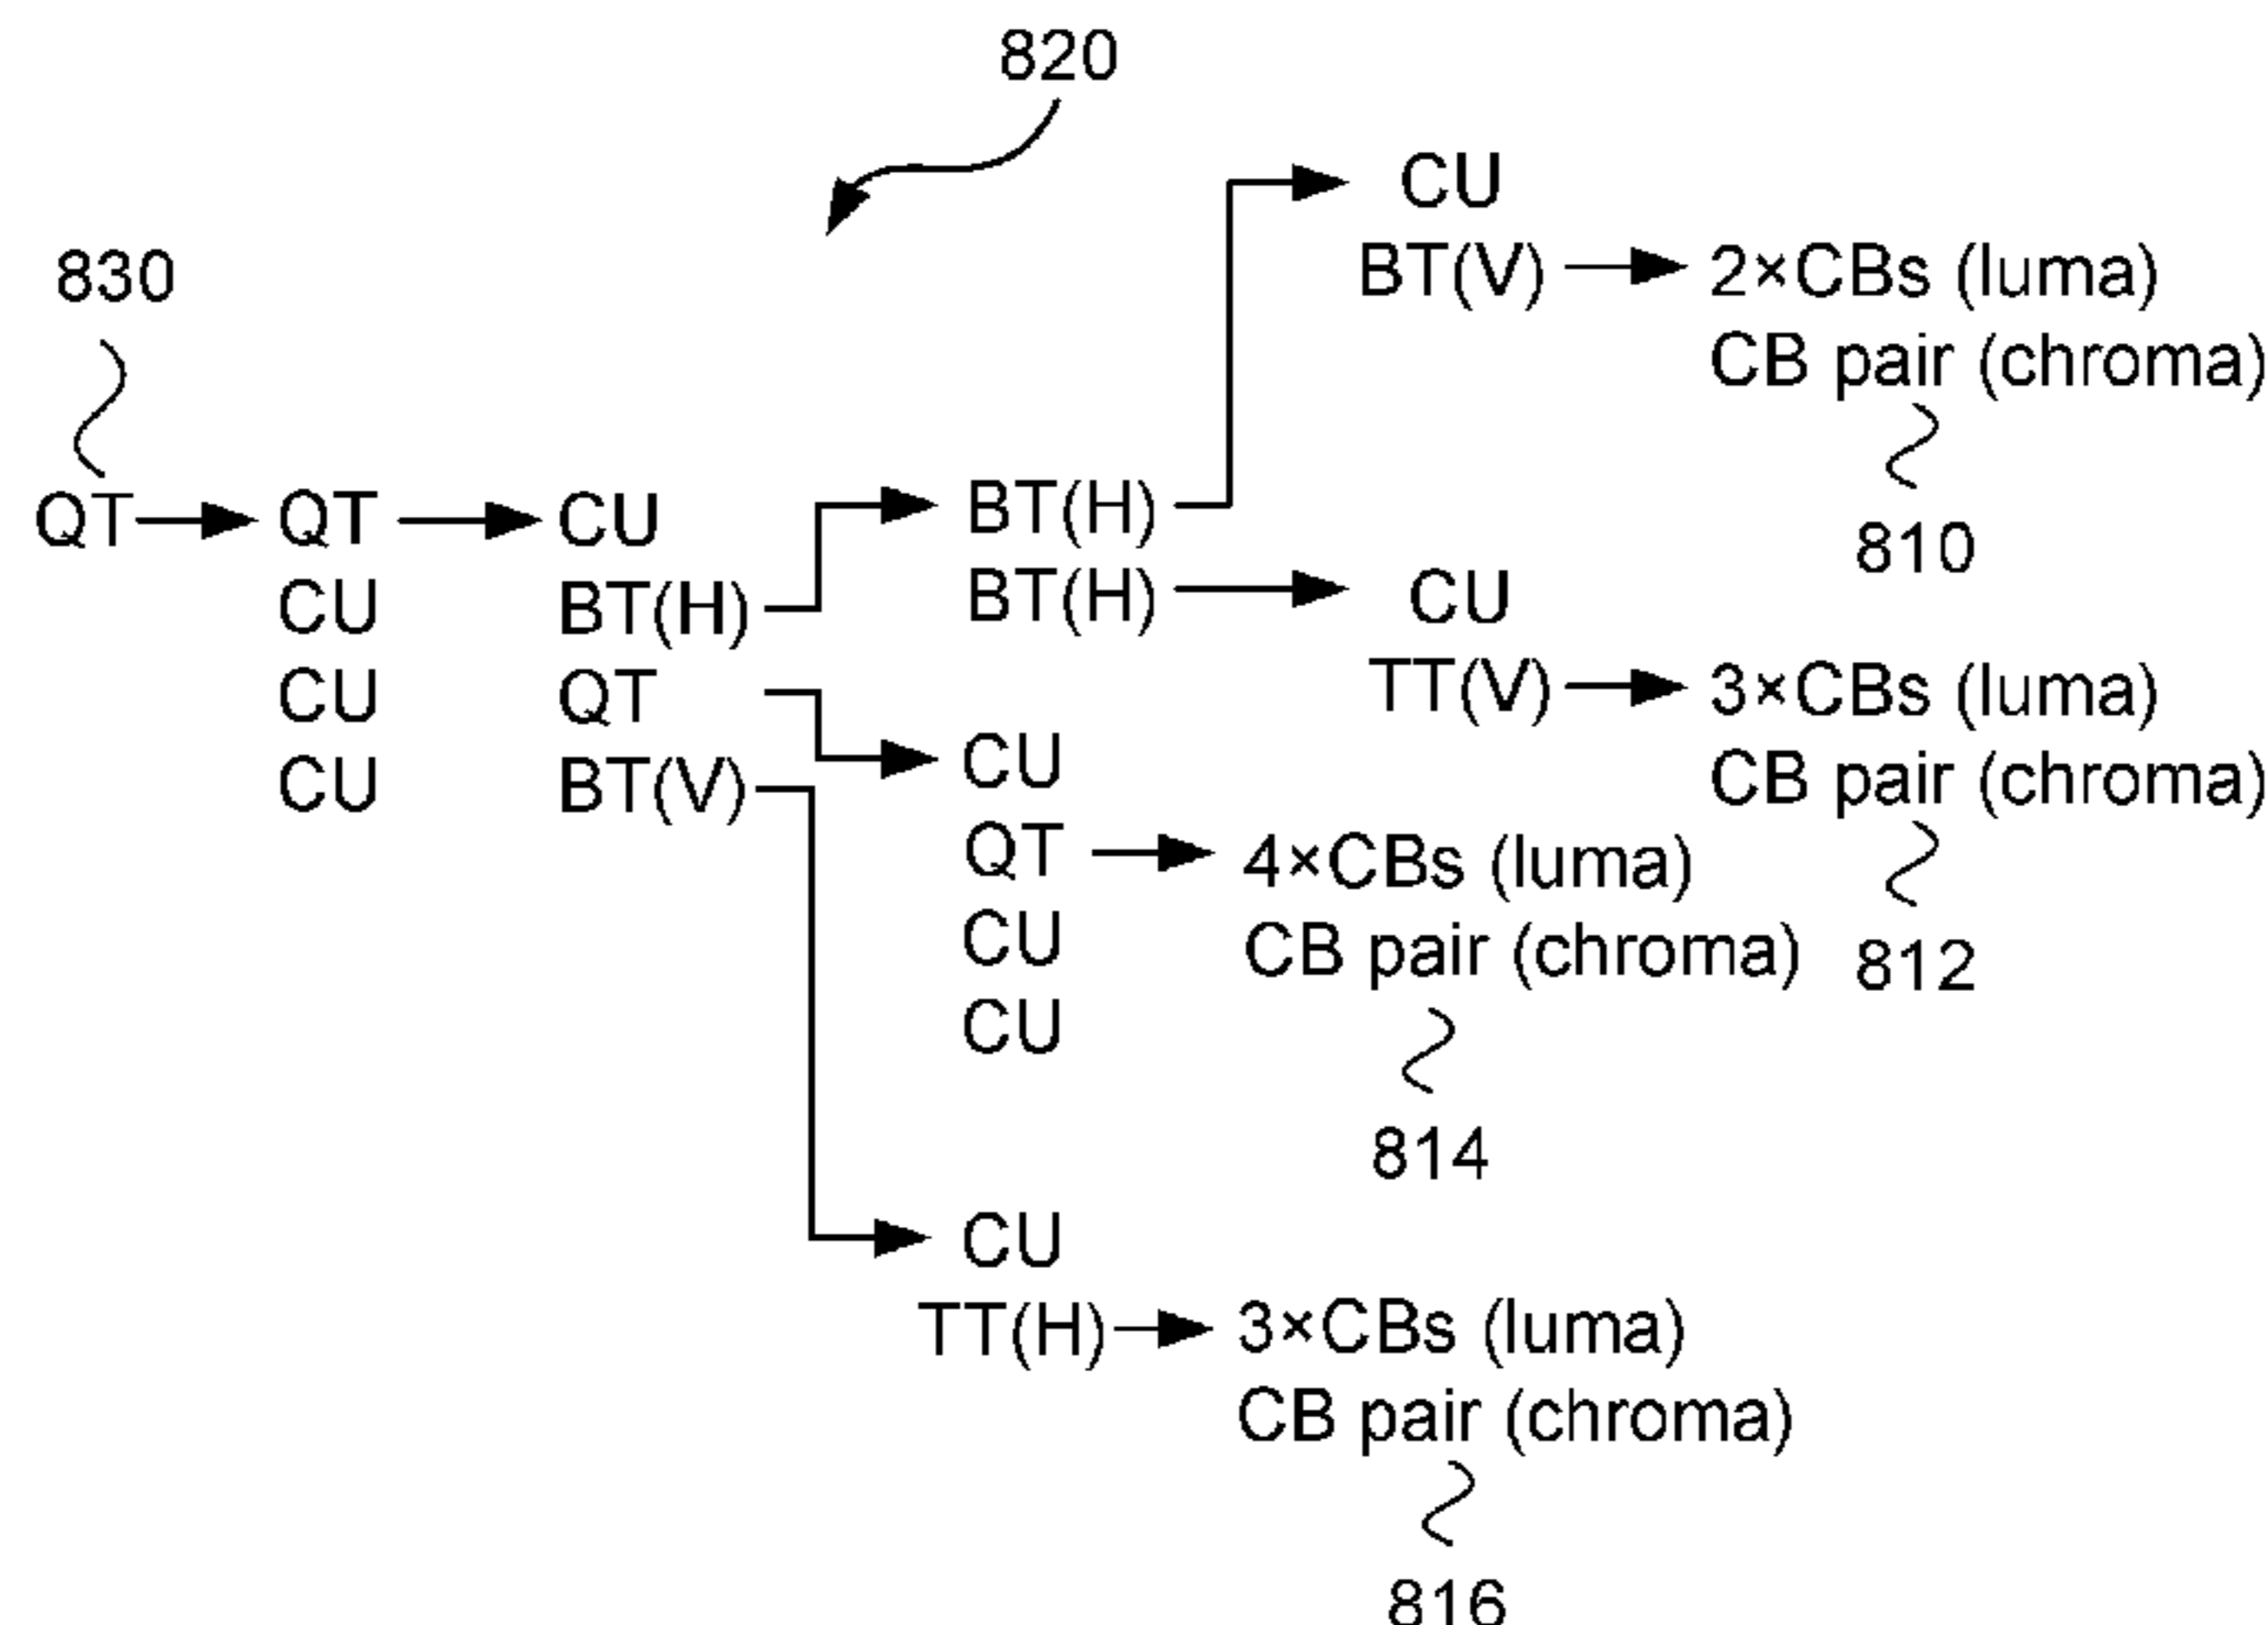 820
830
CU
BT(V)
2×CBs (luma)
CB pair (chroma)
810
QT
QT
CU
CU
CU
CU
BT(H)
QT
BT(V)
BT(H)
BT(H)
CU
TT(V)
3×CBs (luma)
CB pair (chroma)
812
CU
QT
CU
CU
4×CBs (luma)
CB pair (chroma)
814
CU
TT(H)
3×CBs (luma)
CB pair (chroma)
816